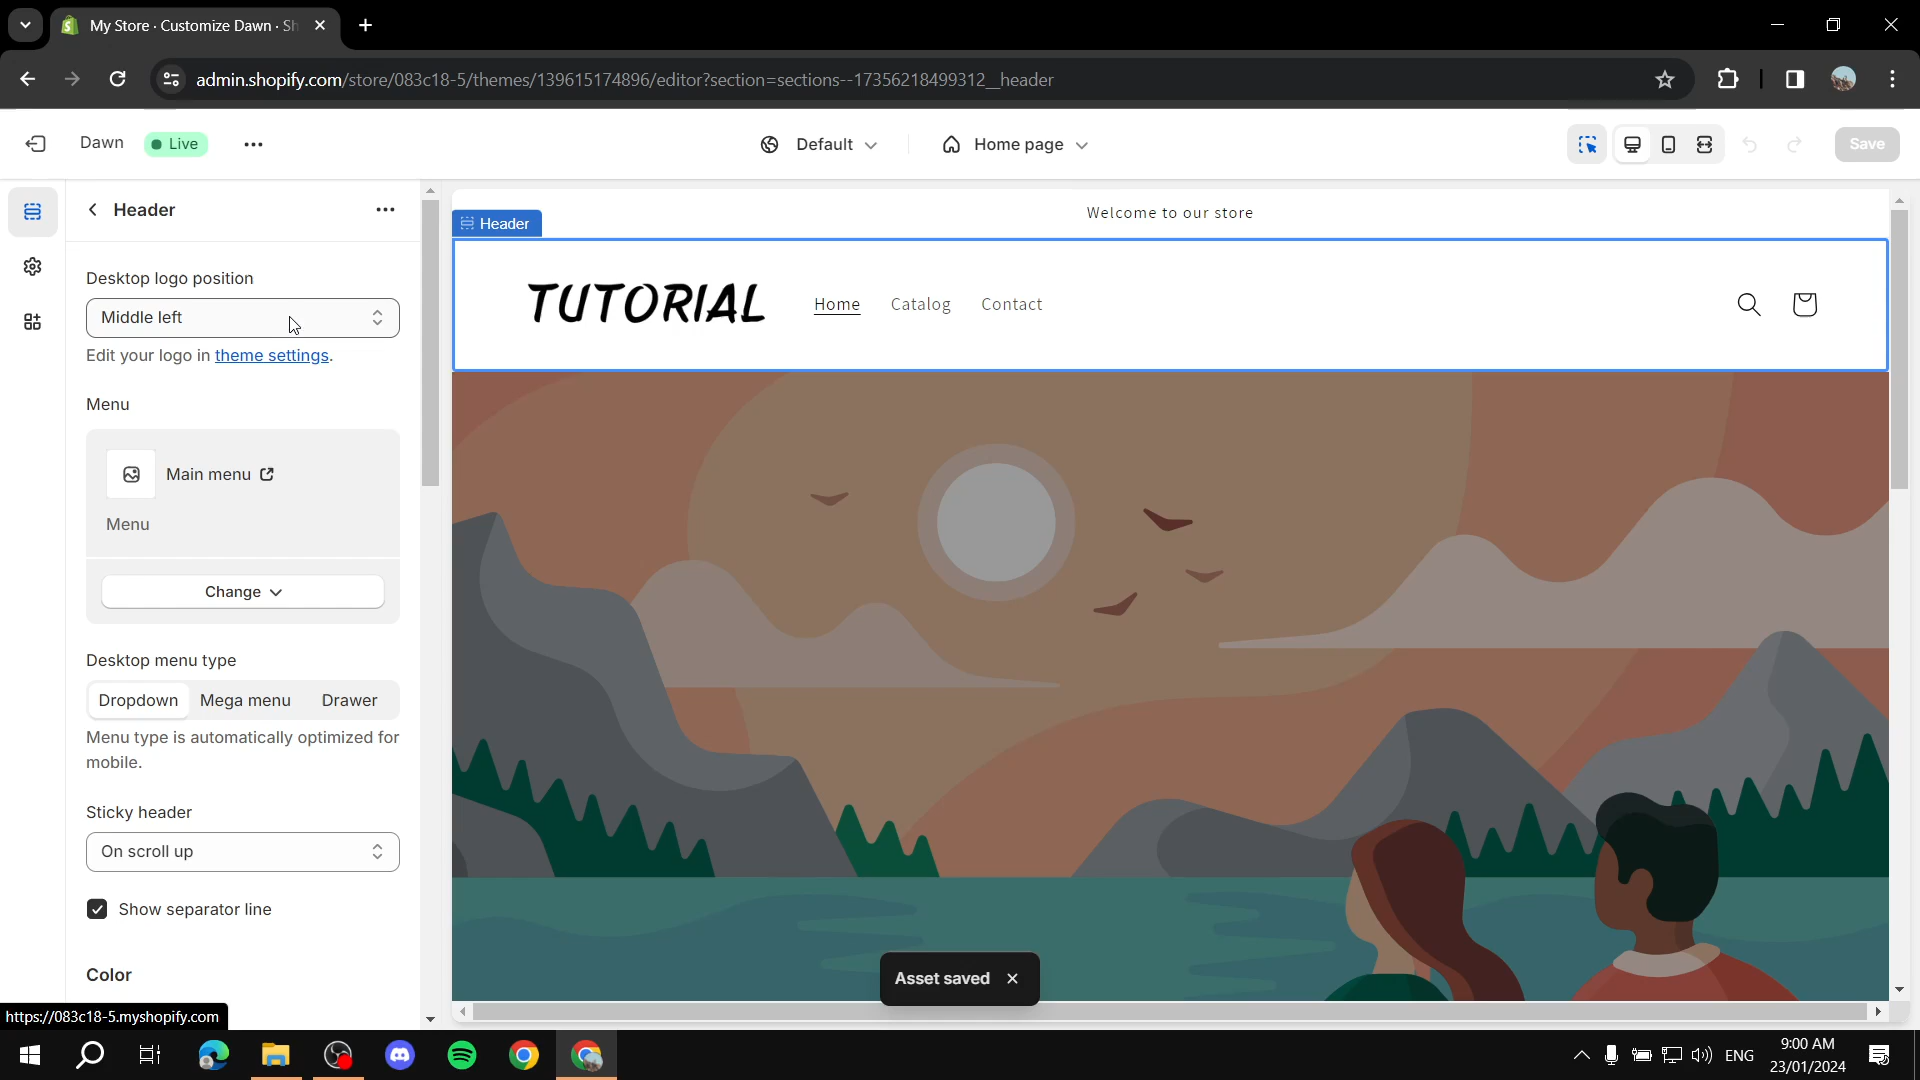 My Store · Customize Dawn · Sh
admin.shopify.com/store/083c18-5/themes/139615174896/editor?section=sections--17356218499312__header
Dawn
Live
Default
Home page
Save
Header
Desktop logo position
Middle left
Edit your logo in theme settings.
Menu
Main menu
Menu
Change
Desktop menu type
Dropdown Mega menu Drawer
Menu type is automatically optimized for
mobile.
Sticky header
On scroll up
Show separator line
Color
https://083c18-5.myshopify.com
Welcome to our store
Header
TUTORIAL
Home Catalog Contact
Asset saved
ENG
9:00 AM
23/01/2024